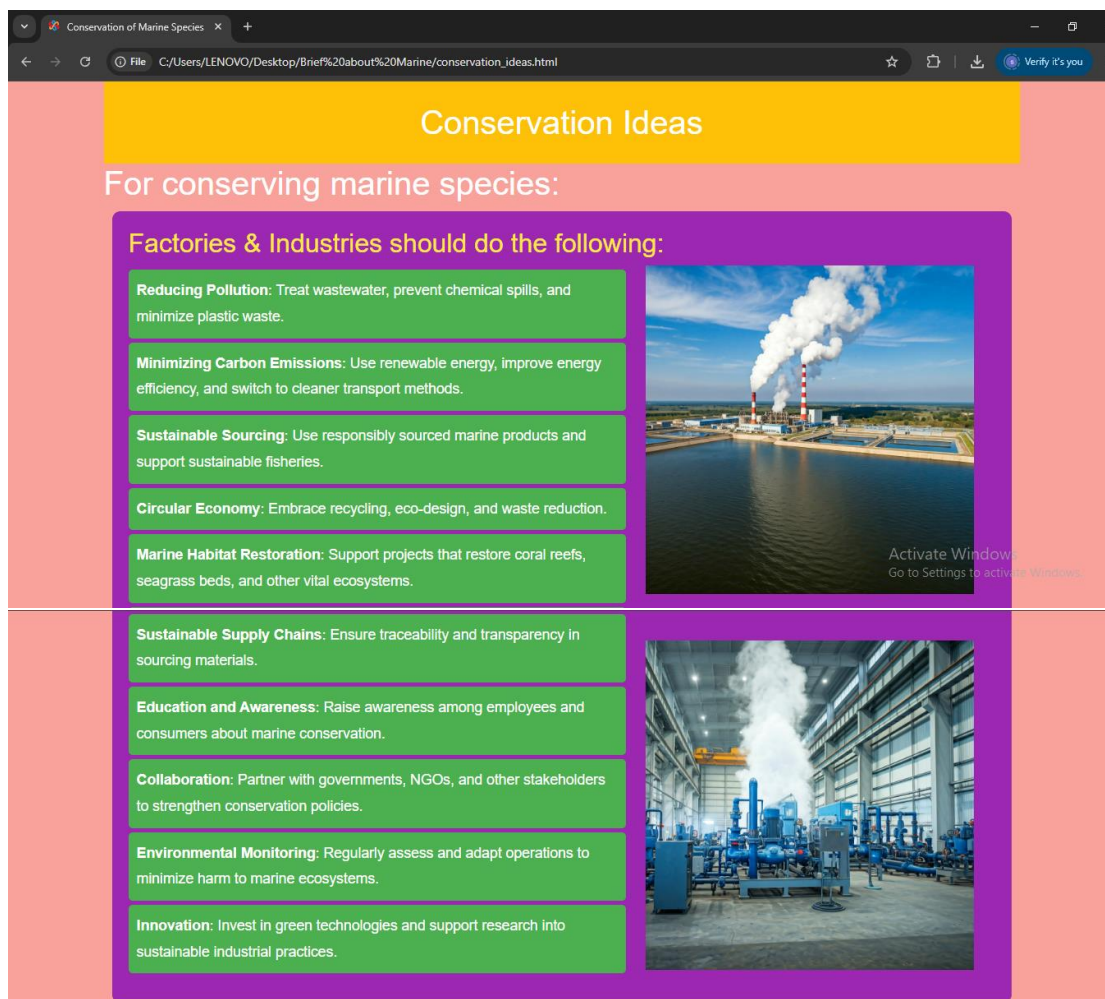 Conservation of Marine Species
File C:/Users/LENOVO/Desktop/Brief%20about%20Marine/conservation_ideas.html
Verify it's you
Conservation Ideas
For conserving marine species:
Factories & Industries should do the following:
Reducing Pollution: Treat wastewater, prevent chemical spills, and
minimize plastic waste.
Minimizing Carbon Emissions: Use renewable energy, improve energy
efficiency, and switch to cleaner transport methods.
Sustainable Sourcing: Use responsibly sourced marine products and
support sustainable fisheries.
Circular Economy: Embrace recycling, eco-design, and waste reduction.
Marine Habitat Restoration: Support projects that restore coral reefs,
seagrass beds, and other vital ecosystems.
Activate Windows
Go to Settings to activate Windows.
Sustainable Supply Chains: Ensure traceability and transparency in
sourcing materials.
Education and Awareness: Raise awareness among employees and
consumers about marine conservation.
Collaboration: Partner with governments, NGOs, and other stakeholders
to strengthen conservation policies.
Environmental Monitoring: Regularly assess and adapt operations to
minimize harm to marine ecosystems.
Innovation: Invest in green technologies and support research into
sustainable industrial practices.